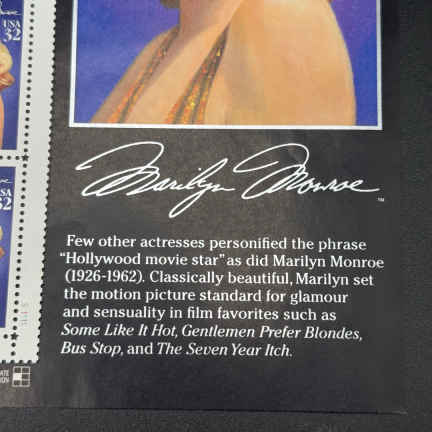 USA
32
Marilyn Monroe
™
USA
32
Few other actresses personified the phrase
"Hollywood movie star" as did Marilyn Monroe
(1926-1962). Classically beautiful, Marilyn set
the motion picture standard for glamour
and sensuality in film favorites such as
Some Like It Hot, Gentlemen Prefer Blondes,
Bus Stop, and The Seven Year Itch.